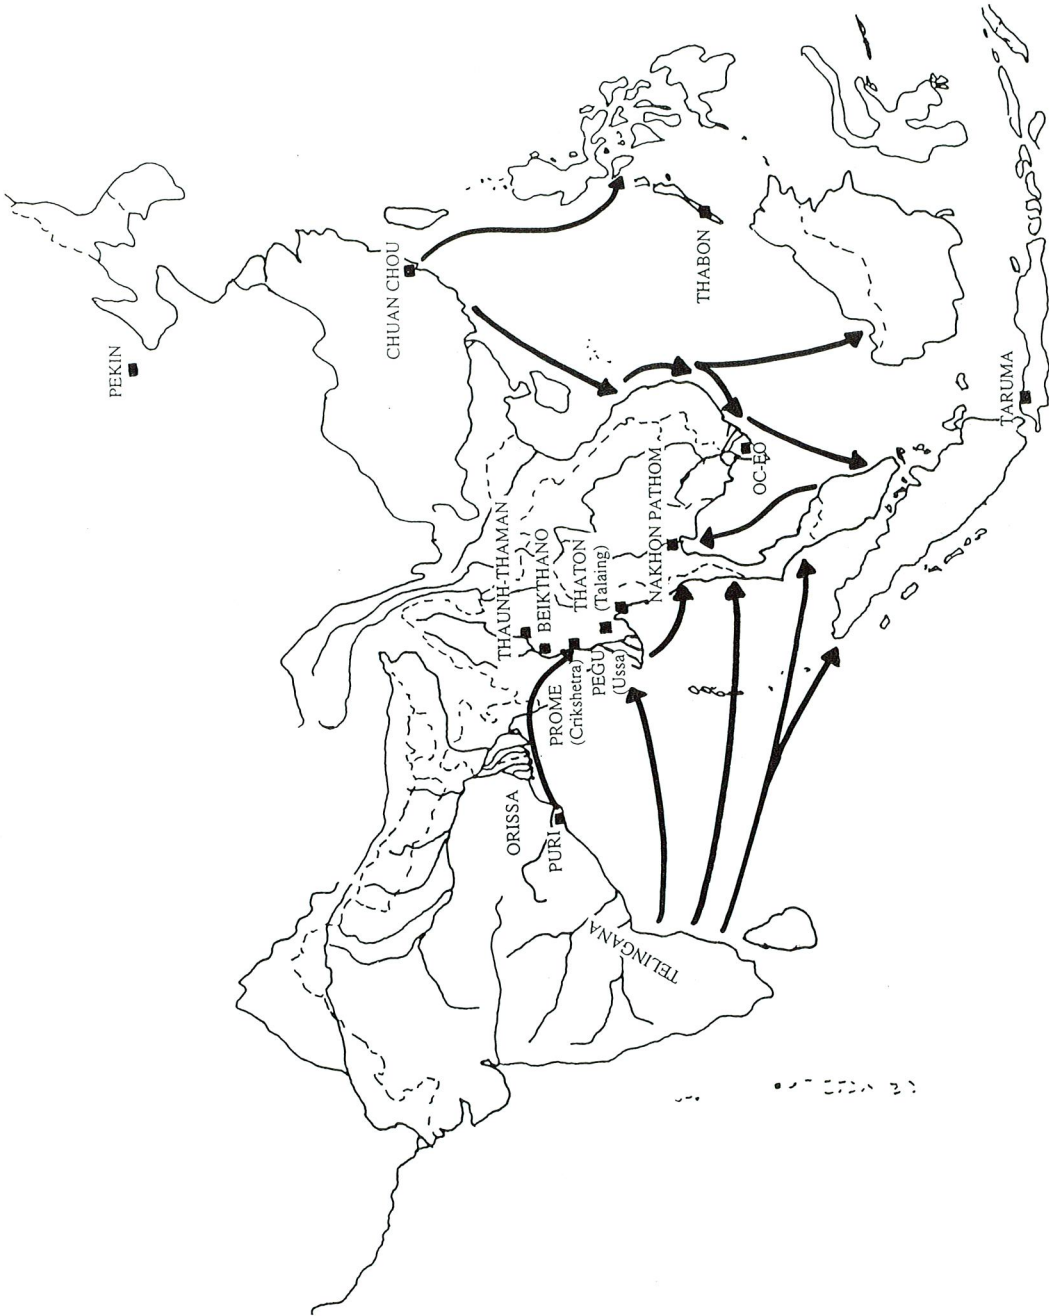 PEKIN
CHUAN CHOU
THABON
THAUNH-THAMAN
BEIKTHANO
THATON
(Talaing)
NAKHON PATHOM
OC-EO
TARUMA
PROME
(Crikshetra)
PEGU
(Ussa)
ORISSA
PURI
TELINGANA